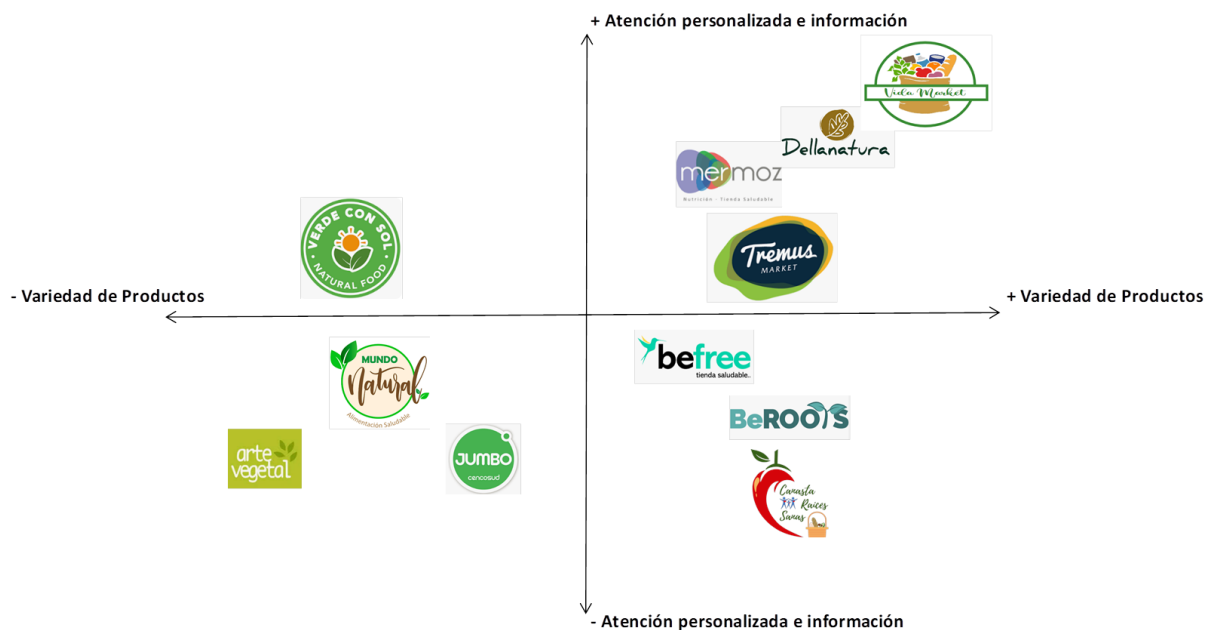 + Atención personalizada e información
Vida Market
Dellanatura
mermoz
Nutrición - Tienda Saludable
VERDE CON SOL
NATURAL FOOD
Tremus
MARKET
- Variedad de Productos
+ Variedad de Productos
befree
tienda saludable..
MUNDO
Natural
Alimentación Saludable
BeROOTS
arte
vegetal
JUMBO
cencosud
Canasta
Raíces
Sanas
- Atención personalizada e información